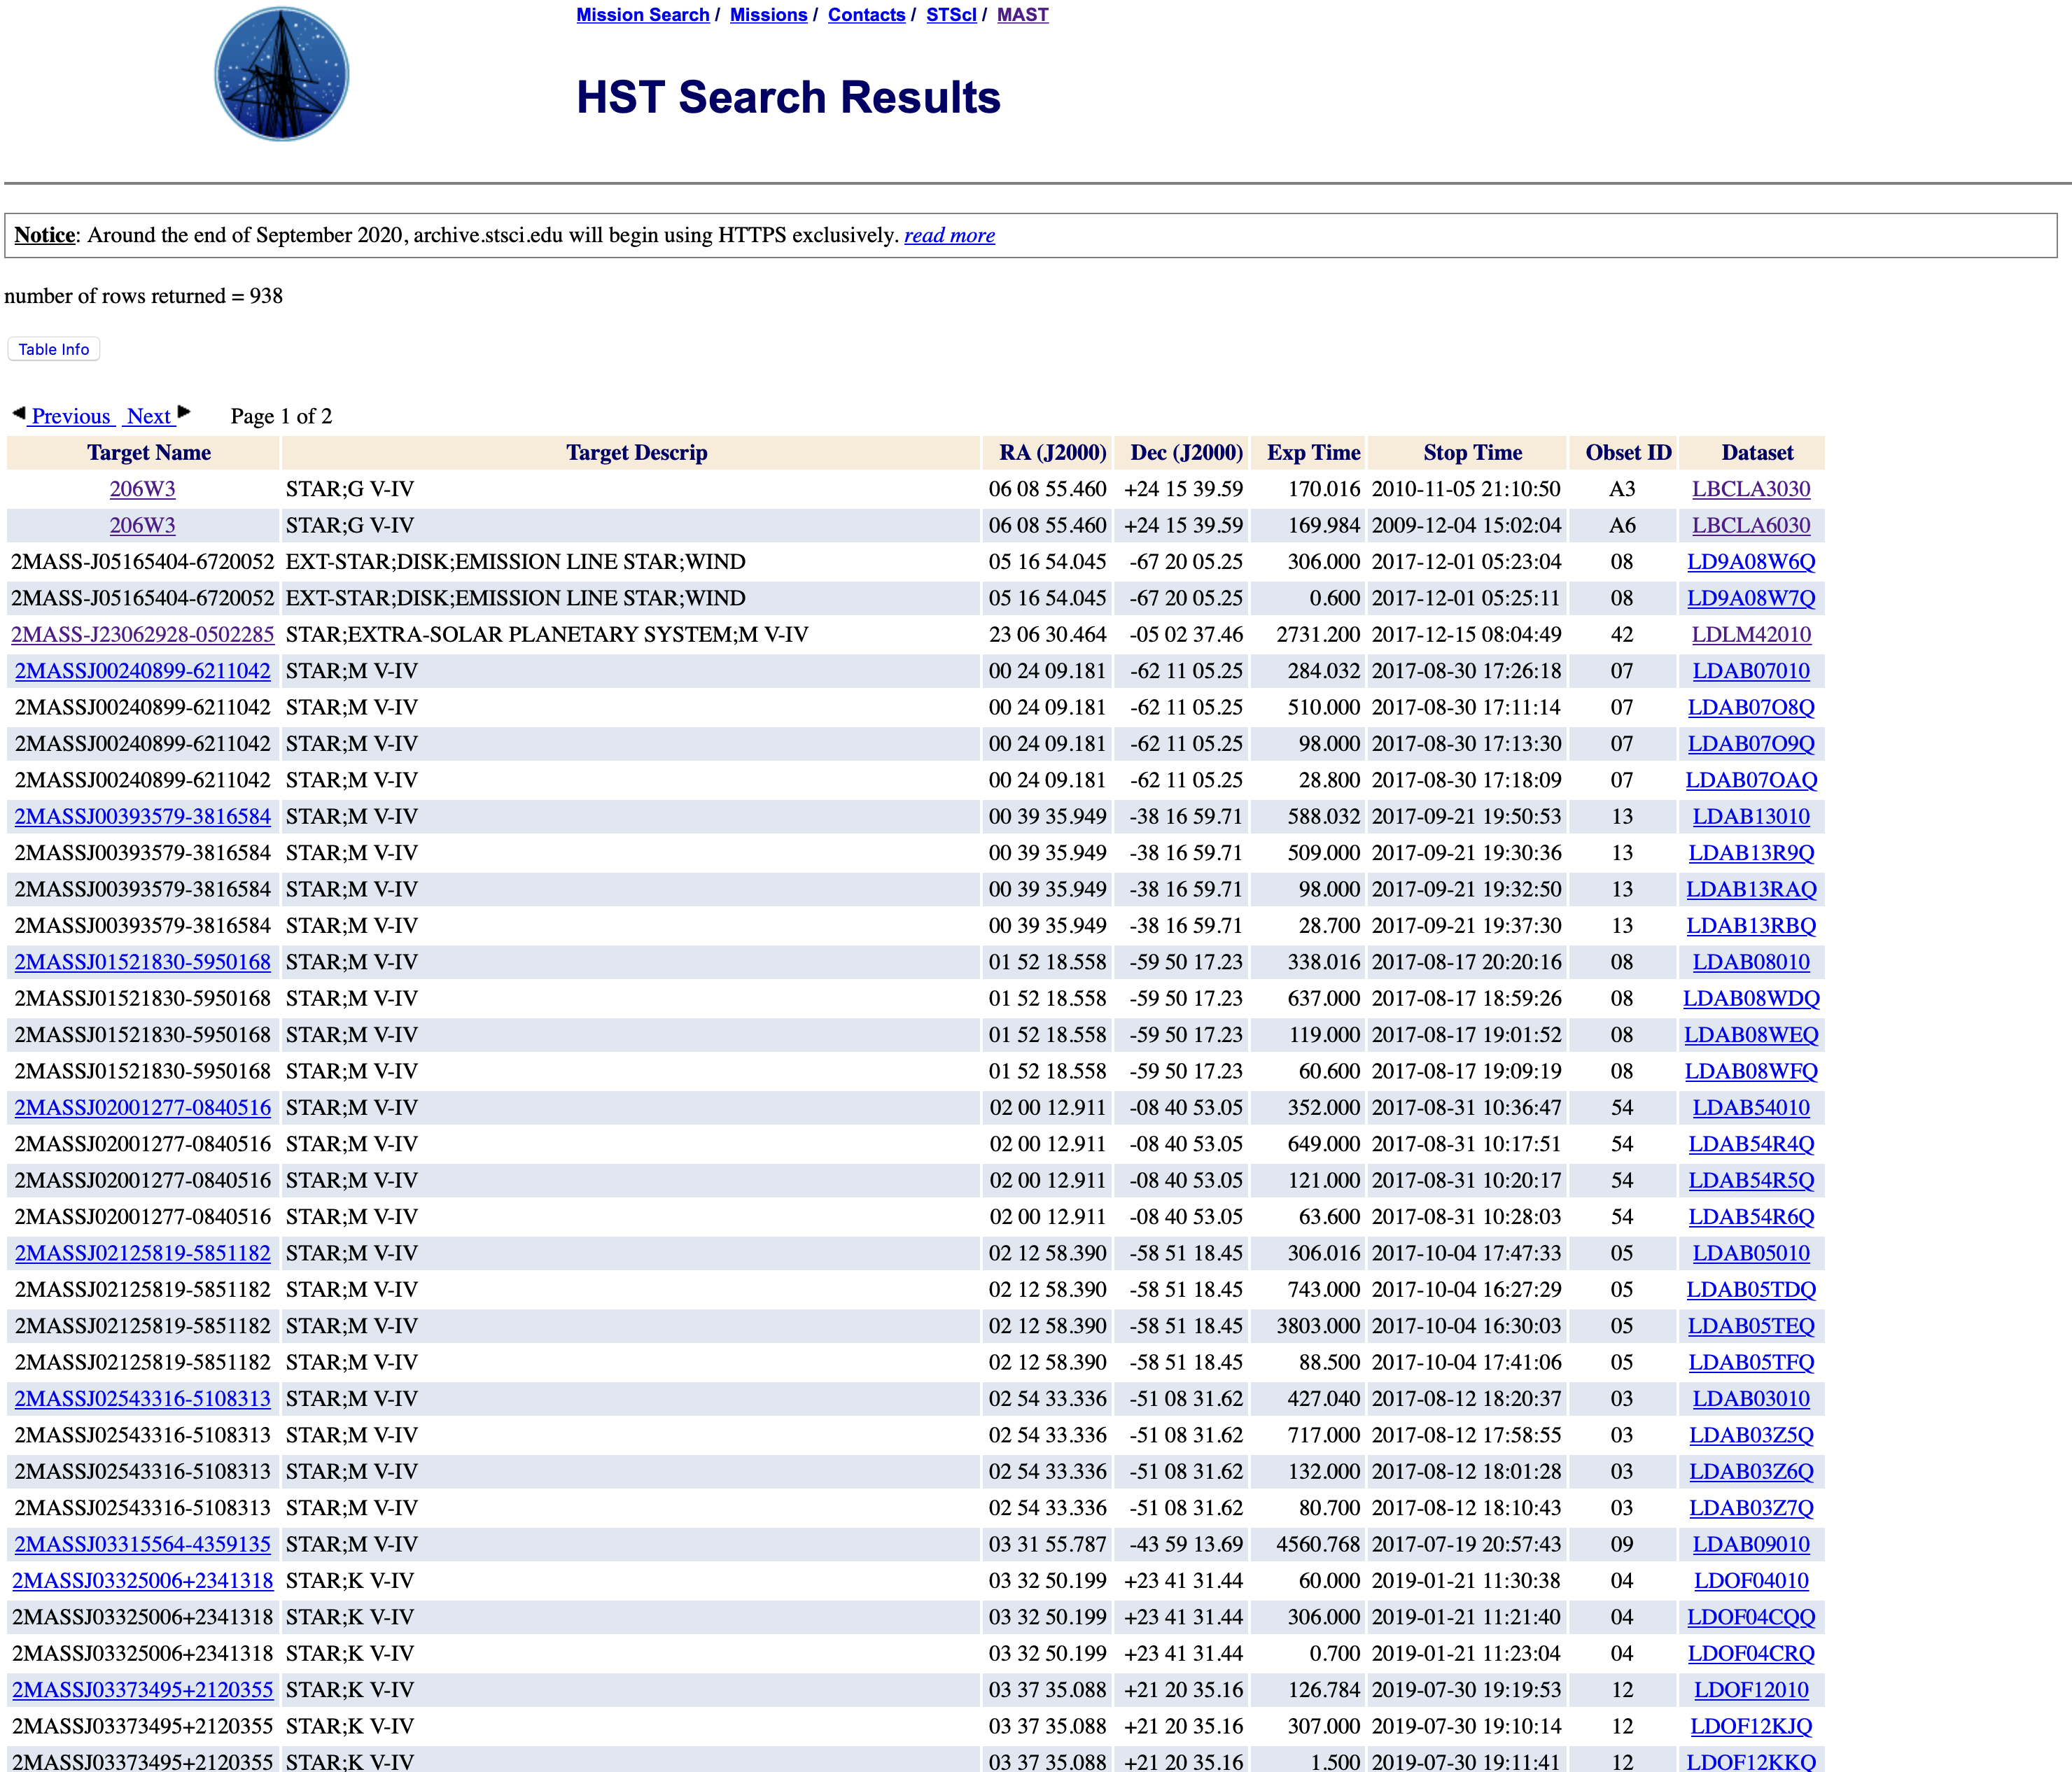 Mission Search / Missions / Contacts / STScI / MAST
HST Search Results
Notice: Around the end of September 2020, archive.stsci.edu will begin using HTTPS exclusively. read more
number of rows returned = 938
Table Info
Previous Next Page 1 of 2
Target Name Target Descrip RA (J2000) Dec (J2000) Exp Time Stop Time Obset ID Dataset
206W3 STAR;G V-IV 06 08 55.460 +24 15 39.59 170.016 2010-11-05 21:10:50 A3 LBCLA3030
206W3 STAR;G V-IV 06 08 55.460 +24 15 39.59 169.984 2009-12-04 15:02:04 A6 LBCLA6030
2MASS-J05165404-6720052 EXT-STAR;DISK;EMISSION LINE STAR;WIND 05 16 54.045 -67 20 05.25 306.000 2017-12-01 05:23:04 08 LD9A08W6Q
2MASS-J05165404-6720052 EXT-STAR;DISK;EMISSION LINE STAR;WIND 05 16 54.045 -67 20 05.25 0.600 2017-12-01 05:25:11 08 LD9A08W7Q
2MASS-J23062928-0502285 STAR;EXTRA-SOLAR PLANETARY SYSTEM;M V-IV 23 06 30.464 -05 02 37.46 2731.200 2017-12-15 08:04:49 42 LDLM42010
2MASSJ00240899-6211042 STAR;M V-IV 00 24 09.181 -62 11 05.25 284.032 2017-08-30 17:26:18 07 LDAB07010
2MASSJ00240899-6211042 STAR;M V-IV 00 24 09.181 -62 11 05.25 510.000 2017-08-30 17:11:14 07 LDAB07O8Q
2MASSJ00240899-6211042 STAR;M V-IV 00 24 09.181 -62 11 05.25 98.000 2017-08-30 17:13:30 07 LDAB07O9Q
2MASSJ00240899-6211042 STAR;M V-IV 00 24 09.181 -62 11 05.25 28.800 2017-08-30 17:18:09 07 LDAB07OAQ
2MASSJ00393579-3816584 STAR;M V-IV 00 39 35.949 -38 16 59.71 588.032 2017-09-21 19:50:53 13 LDAB13010
2MASSJ00393579-3816584 STAR;M V-IV 00 39 35.949 -38 16 59.71 509.000 2017-09-21 19:30:36 13 LDAB13R9Q
2MASSJ00393579-3816584 STAR;M V-IV 00 39 35.949 -38 16 59.71 98.000 2017-09-21 19:32:50 13 LDAB13RAQ
2MASSJ00393579-3816584 STAR;M V-IV 00 39 35.949 -38 16 59.71 28.700 2017-09-21 19:37:30 13 LDAB13RBQ
2MASSJ01521830-5950168 STAR;M V-IV 01 52 18.558 -59 50 17.23 338.016 2017-08-17 20:20:16 08 LDAB08010
2MASSJ01521830-5950168 STAR;M V-IV 01 52 18.558 -59 50 17.23 637.000 2017-08-17 18:59:26 08 LDAB08WDQ
2MASSJ01521830-5950168 STAR;M V-IV 01 52 18.558 -59 50 17.23 119.000 2017-08-17 19:01:52 08 LDAB08WEQ
2MASSJ01521830-5950168 STAR;M V-IV 01 52 18.558 -59 50 17.23 60.600 2017-08-17 19:09:19 08 LDAB08WFQ
2MASSJ02001277-0840516 STAR;M V-IV 02 00 12.911 -08 40 53.05 352.000 2017-08-31 10:36:47 54 LDAB54010
2MASSJ02001277-0840516 STAR;M V-IV 02 00 12.911 -08 40 53.05 649.000 2017-08-31 10:17:51 54 LDAB54R4Q
2MASSJ02001277-0840516 STAR;M V-IV 02 00 12.911 -08 40 53.05 121.000 2017-08-31 10:20:17 54 LDAB54R5Q
2MASSJ02001277-0840516 STAR;M V-IV 02 00 12.911 -08 40 53.05 63.600 2017-08-31 10:28:03 54 LDAB54R6Q
2MASSJ02125819-5851182 STAR;M V-IV 02 12 58.390 -58 51 18.45 306.016 2017-10-04 17:47:33 05 LDAB05010
2MASSJ02125819-5851182 STAR;M V-IV 02 12 58.390 -58 51 18.45 743.000 2017-10-04 16:27:29 05 LDAB05TDQ
2MASSJ02125819-5851182 STAR;M V-IV 02 12 58.390 -58 51 18.45 3803.000 2017-10-04 16:30:03 05 LDAB05TEQ
2MASSJ02125819-5851182 STAR;M V-IV 02 12 58.390 -58 51 18.45 88.500 2017-10-04 17:41:06 05 LDAB05TFQ
2MASSJ02543316-5108313 STAR;M V-IV 02 54 33.336 -51 08 31.62 427.040 2017-08-12 18:20:37 03 LDAB03010
2MASSJ02543316-5108313 STAR;M V-IV 02 54 33.336 -51 08 31.62 717.000 2017-08-12 17:58:55 03 LDAB03Z5Q
2MASSJ02543316-5108313 STAR;M V-IV 02 54 33.336 -51 08 31.62 132.000 2017-08-12 18:01:28 03 LDAB03Z6Q
2MASSJ02543316-5108313 STAR;M V-IV 02 54 33.336 -51 08 31.62 80.700 2017-08-12 18:10:43 03 LDAB03Z7Q
2MASSJ03315564-4359135 STAR;M V-IV 03 31 55.787 -43 59 13.69 4560.768 2017-07-19 20:57:43 09 LDAB09010
2MASSJ03325006+2341318 STAR;K V-IV 03 32 50.199 +23 41 31.44 60.000 2019-01-21 11:30:38 04 LDOF04010
2MASSJ03325006+2341318 STAR;K V-IV 03 32 50.199 +23 41 31.44 306.000 2019-01-21 11:21:40 04 LDOF04CQQ
2MASSJ03325006+2341318 STAR;K V-IV 03 32 50.199 +23 41 31.44 0.700 2019-01-21 11:23:04 04 LDOF04CRQ
2MASSJ03373495+2120355 STAR;K V-IV 03 37 35.088 +21 20 35.16 126.784 2019-07-30 19:19:53 12 LDOF12010
2MASSJ03373495+2120355 STAR;K V-IV 03 37 35.088 +21 20 35.16 307.000 2019-07-30 19:10:14 12 LDOF12KJQ
2MASSJ03373495+2120355 STAR;K V-IV 03 37 35.088 +21 20 35.16 1.500 2019-07-30 19:11:41 12 LDOF12KKQ